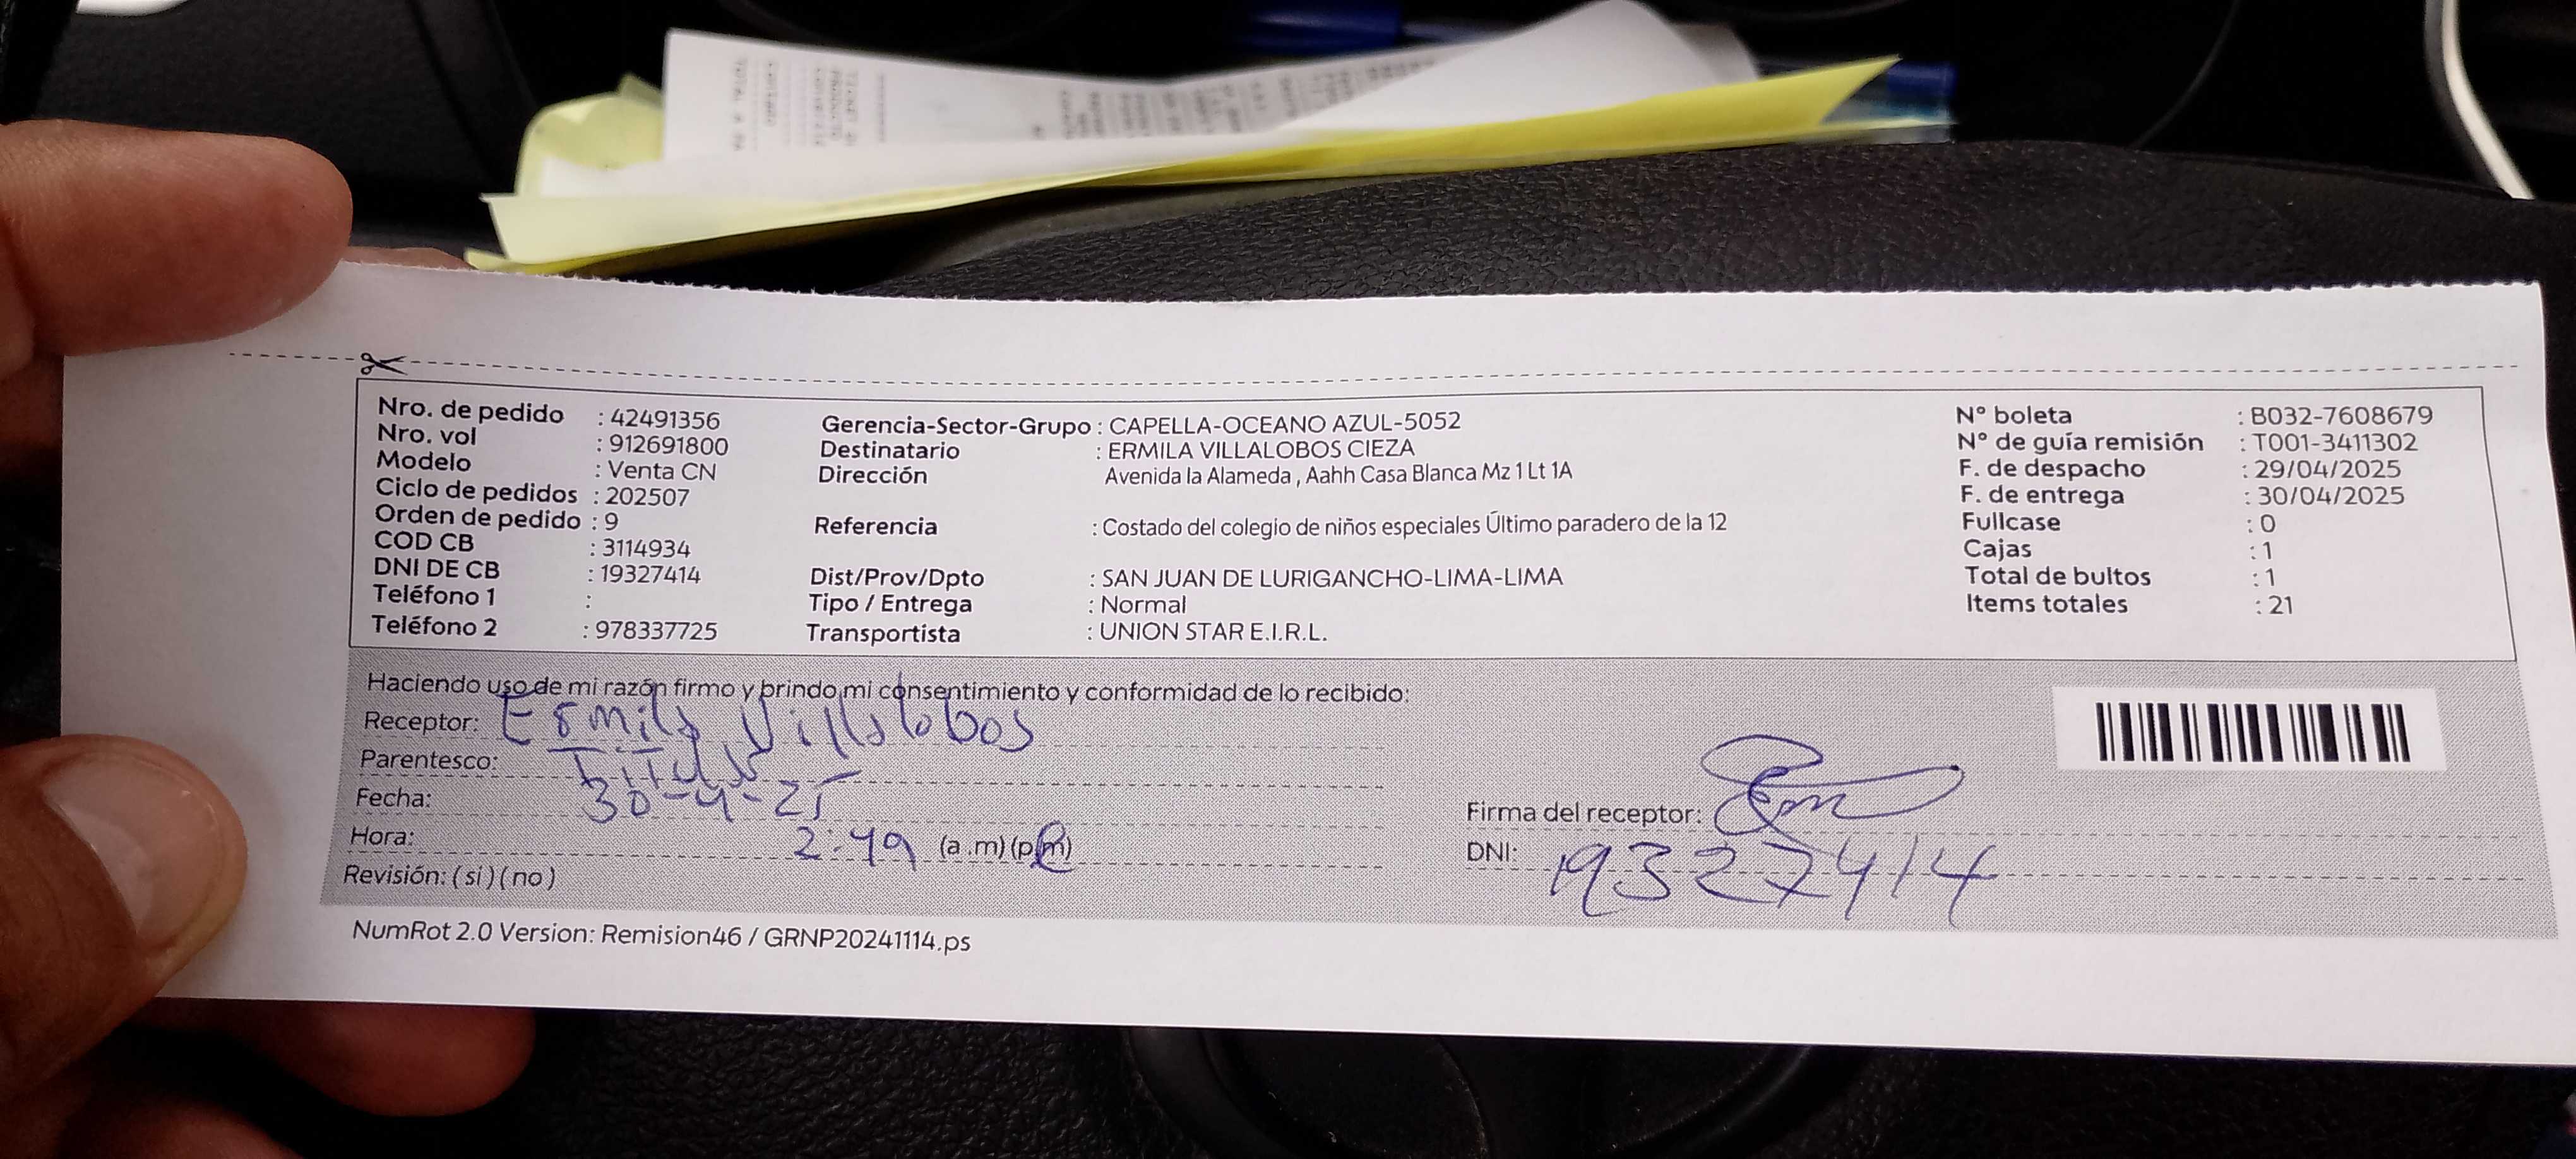 Nro. de pedido : 42491356
Nro. vol : 912691800
Modelo : Venta CN
Ciclo de pedidos : 202507
Orden de pedido : 9
COD CB : 3114934
DNI DE CB : 19327414
Teléfono 1 :
Teléfono 2 : 978337725
Gerencia-Sector-Grupo : CAPELLA-OCEANO AZUL-5052
Destinatario : ERMILA VILLALOBOS CIEZA
Dirección Avenida la Alameda , Aahh Casa Blanca Mz 1 Lt 1A
Referencia : Costado del colegio de niños especiales Último paradero de la 12
Dist/Prov/Dpto : SAN JUAN DE LURIGANCHO-LIMA-LIMA
Tipo / Entrega : Normal
Transportista : UNION STAR E.I.R.L.
N° boleta : B032-7608679
N° de guía remisión : T001-3411302
F. de despacho : 29/04/2025
F. de entrega : 30/04/2025
Fullcase : 0
Cajas : 1
Total de bultos : 1
Items totales : 21
Haciendo uso de mi razón firmo y brindo mi consentimiento y conformidad de lo recibido:
Receptor: Ermila Villalobos
Parentesco:
Fecha: 30-4-25
Hora: 2:49 (a .m) (p.m)
Revisión: ( si ) ( no )
Firma del receptor:
DNI: 19327414
NumRot 2.0 Version: Remision46 / GRNP20241114.ps